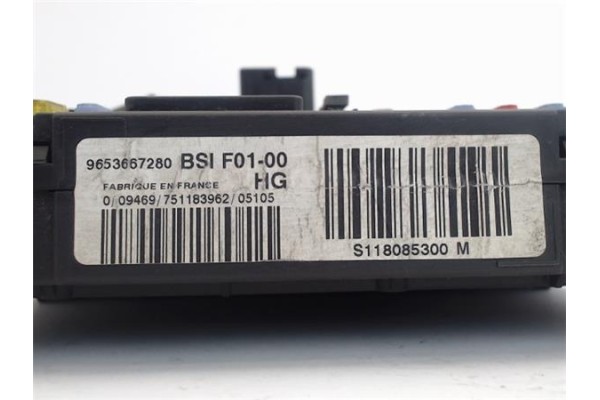 9653667280 BSI F01-00
FABRIQUE EN FRANCE HG
0/09469/751183962/05105
S118085300 M